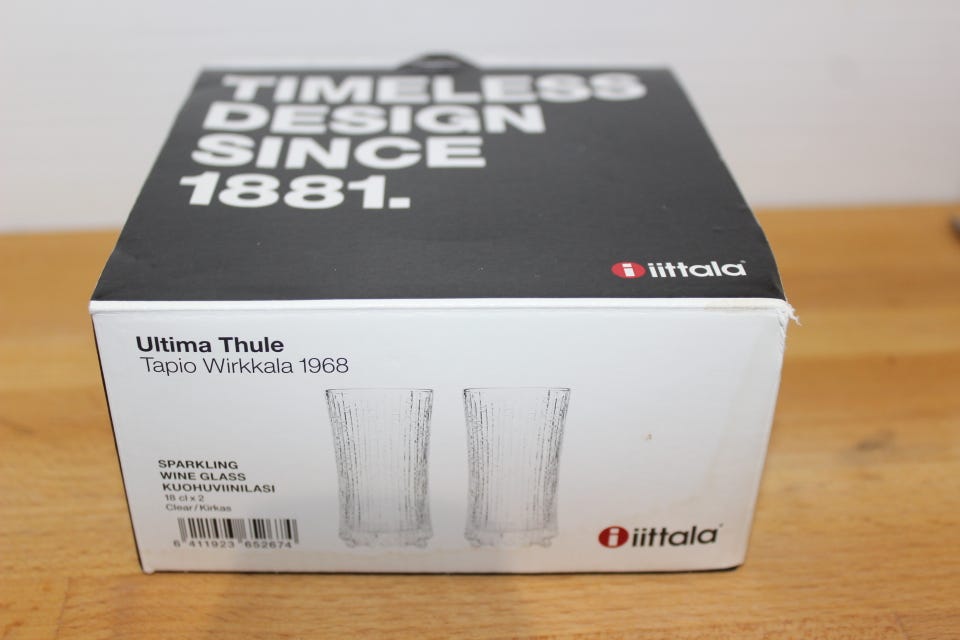 TIMELESS
DESIGN
SINCE
1881.
i iittala
Ultima Thule
Tapio Wirkkala 1968
SPARKLING
WINE GLASS
KUOHUVIINILASI
18 cl x 2
Clear/Kirkas
6 411923 652674
i iittala